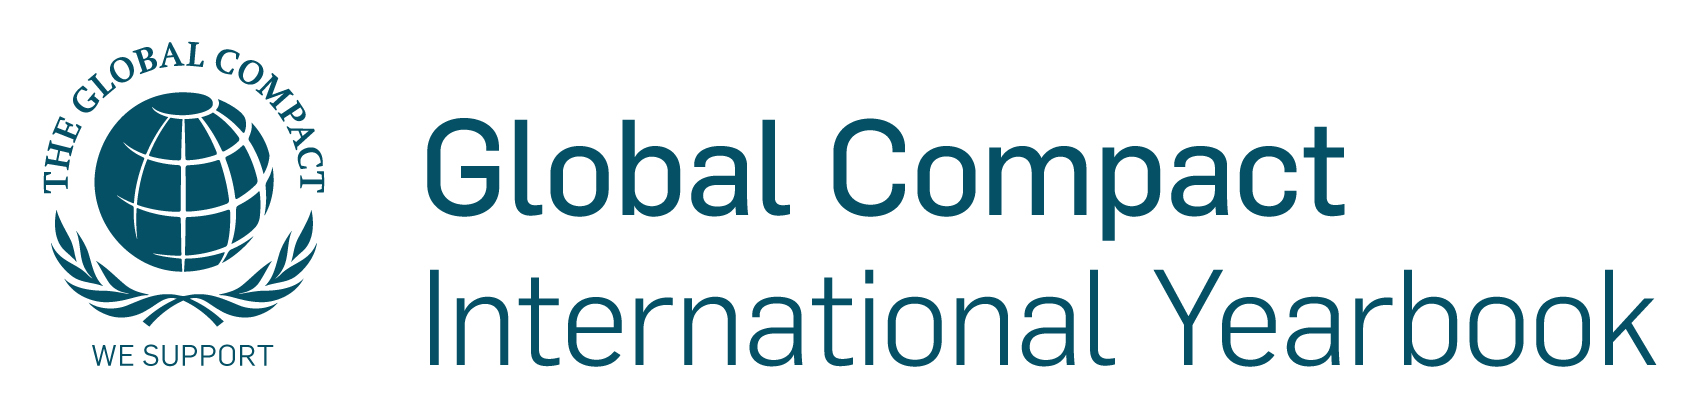 THE GLOBAL COMPACT
WE SUPPORT
Global Compact
International Yearbook